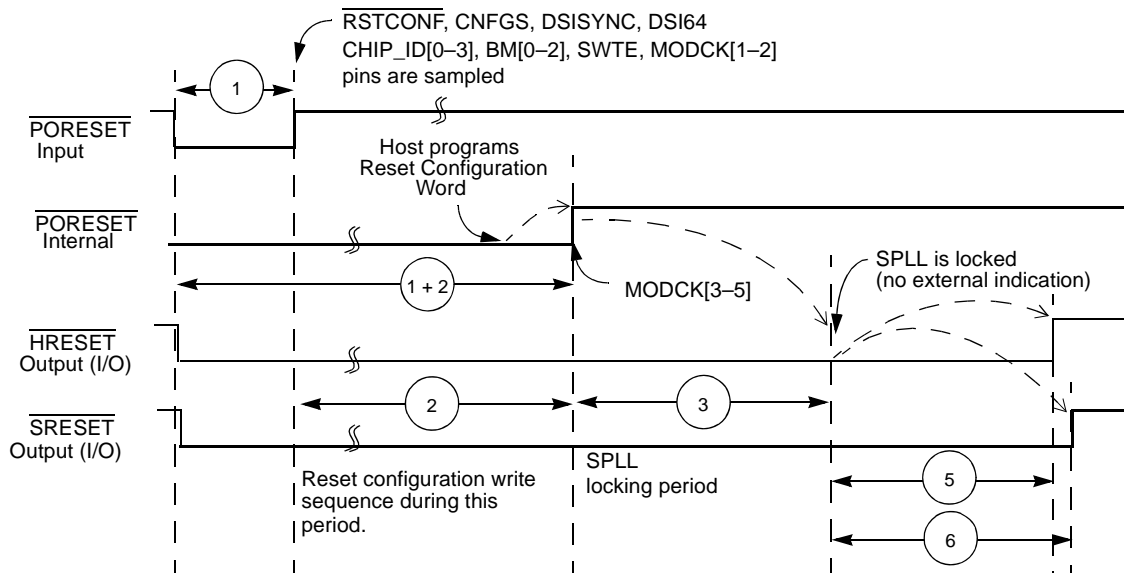 RSTCONF, CNFGS, DSISYNC, DSI64
CHIP_ID[0–3], BM[0–2], SWTE, MODCK[1–2]
pins are sampled
1
PORESET
Input
Host programs
Reset Configuration
Word
PORESET
Internal
SPLL is locked
(no external indication)
1 + 2
MODCK[3–5]
HRESET
Output (I/O)
2
3
SRESET
Output (I/O)
Reset configuration write
sequence during this
period.
SPLL
locking period
5
6